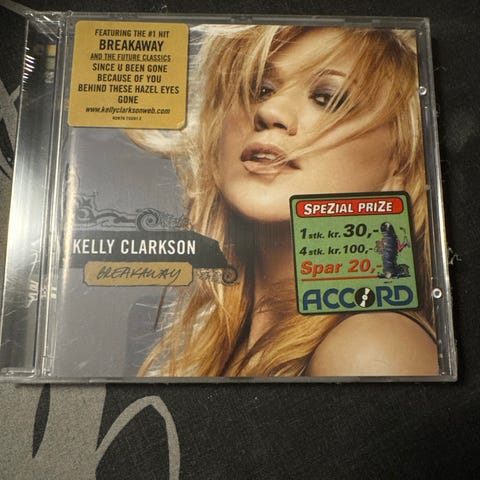 FEATURING THE #1 HIT
BREAKAWAY
AND THE FUTURE CLASSICS
SINCE U BEEN GONE
BECAUSE OF YOU
BEHIND THESE HAZEL EYES
GONE
www.kellyclarksonweb.com
KELLY CLARKSON
BREAKAWAY
SPEZIAL PRIZE
1 stk. kr. 30,-
4 stk. kr. 100,-
Spar 20,-
ACCORD